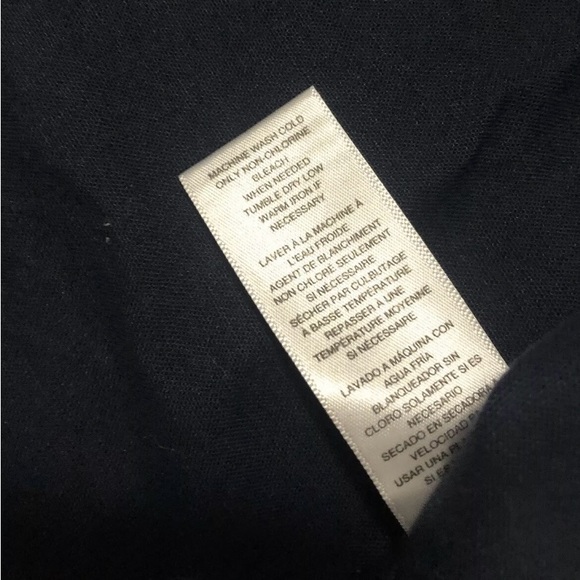 MACHINE WASH COLD
ONLY NON-CHLORINE
BLEACH
WHEN NEEDED
TUMBLE DRY LOW
WARM IRON IF
NECESSARY
LAVER À LA MACHINE À
L'EAU FROIDE
AGENT DE BLANCHIMENT
NON CHLORÉ SEULEMENT
SI NÉCESSAIRE
SÉCHER PAR CULBUTAGE
À BASSE TEMPÉRATURE
REPASSER À UNE
TEMPÉRATURE MOYENNE
SI NÉCESSAIRE
LAVADO A MÁQUINA CON
AGUA FRÍA
BLANQUEADOR SIN
CLORO SOLAMENTE SI ES
NECESARIO
SECADO EN SECADORA
VELOCIDAD
USAR UNA
SI